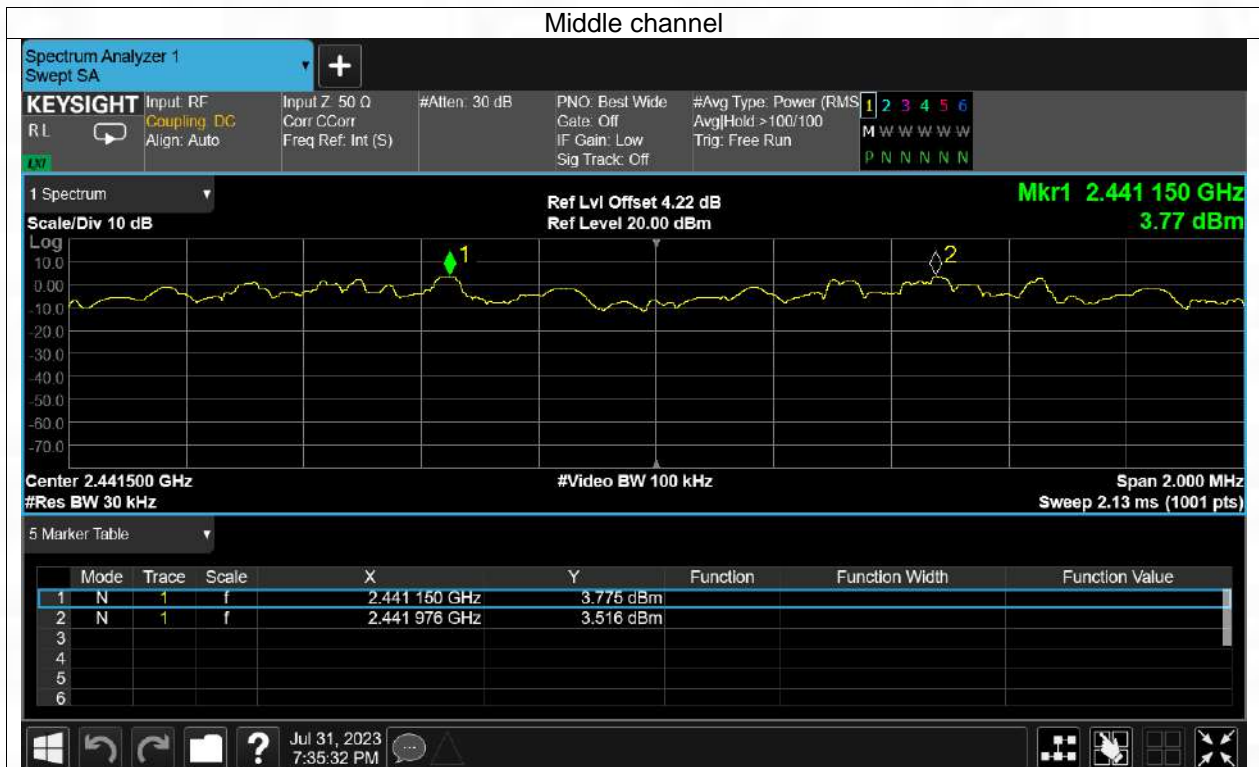 Middle channel
Spectrum Analyzer 1
Swept SA
KEYSIGHT
RL
LXI
Input: RF
Coupling: DC
Align: Auto
Input Z: 50 Ω
Corr CCorr
Freq Ref: Int (S)
#Atten: 30 dB
PNO: Best Wide
Gate: Off
IF Gain: Low
Sig Track: Off
#Avg Type: Power (RMS
Avg|Hold:>100/100
Trig: Free Run
1 2 3 4 5 6
M W W W W W
P N N N N N
1 Spectrum
Scale/Div 10 dB
Ref Lvl Offset 4.22 dB
Ref Level 20.00 dBm
Mkr1 2.441 150 GHz
3.77 dBm
Log
10.0
0.00
-10.0
-20.0
-30.0
-40.0
-50.0
-60.0
-70.0
1
2
Center 2.441500 GHz
#Res BW 30 kHz
#Video BW 100 kHz
Span 2.000 MHz
Sweep 2.13 ms (1001 pts)
5 Marker Table
Mode Trace Scale X Y Function Function Width Function Value
1 N 1 f 2.441 150 GHz 3.775 dBm
2 N 1 f 2.441 976 GHz 3.516 dBm
3
4
5
6
?
Jul 31, 2023
7:35:32 PM